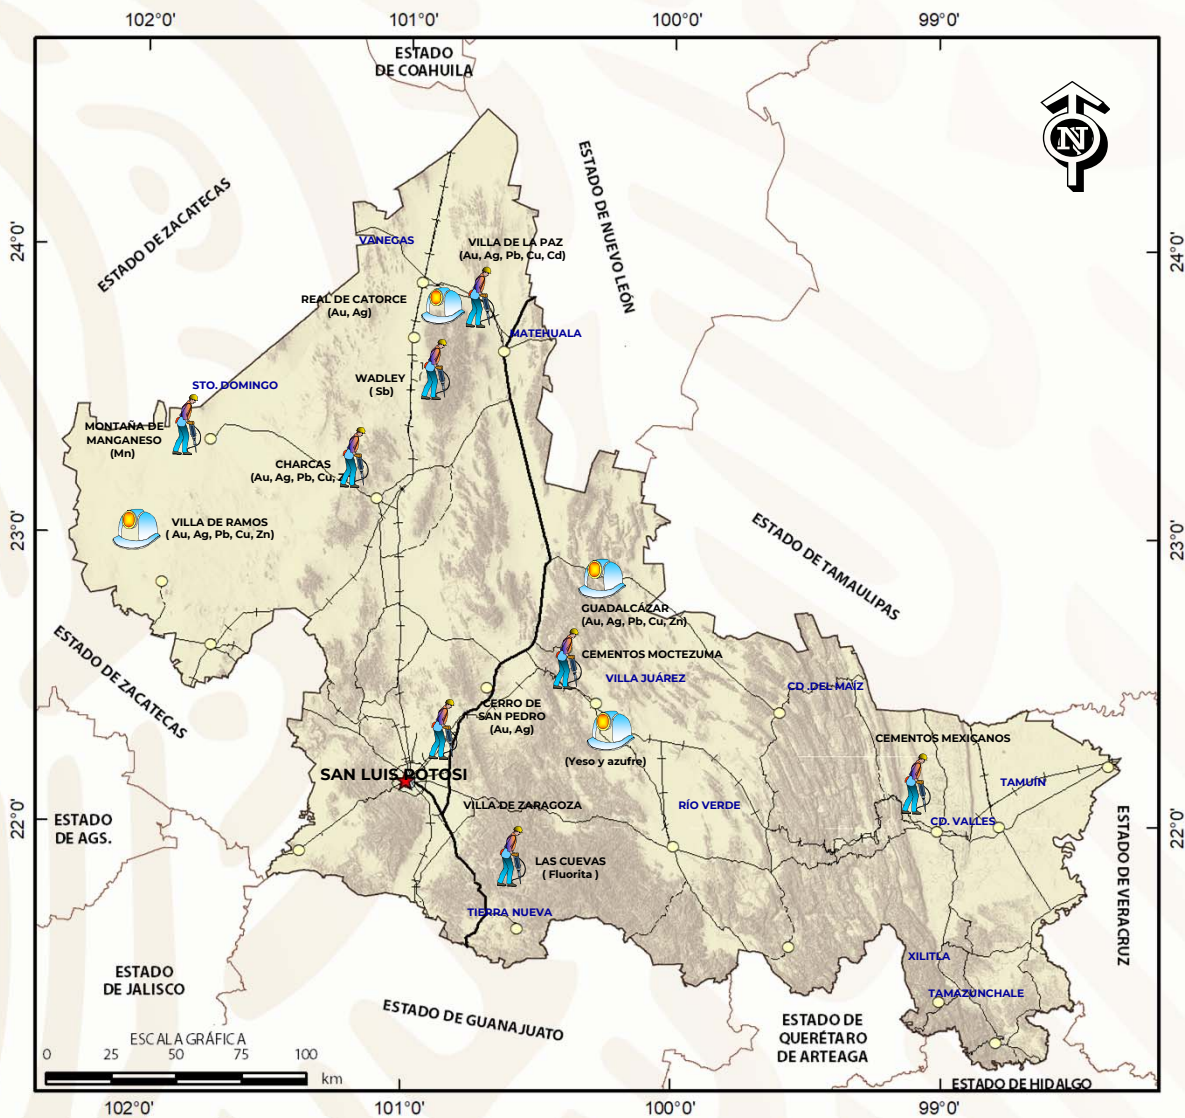 102°0'
101°0'
100°0'
99°0'
ESTADO
DE COAHUILA
N
ESTADO DE NUEVO LEÓN
ESTADO DE ZACATECAS
24°0'
24°0'
VANEGAS
VILLA DE LA PAZ
(Au, Ag, Pb, Cu, Cd)
REAL DE CATORCE
(Au, Ag)
MATEHUALA
WADLEY
( Sb)
STO. DOMINGO
MONTAÑA DE
MANGANESO
(Mn)
CHARCAS
(Au, Ag, Pb, Cu,
VILLA DE RAMOS
( Au, Ag, Pb, Cu, Zn)
23°0'
23°0'
ESTADO DE TAMAULIPAS
GUADALCÁZAR
(Au, Ag, Pb, Cu, Zn)
ESTADO DE ZACATECAS
CEMENTOS MOCTEZUMA
VILLA JUÁREZ
CD .DEL MAÍZ
CERRO DE
SAN PEDRO
(Au, Ag)
CEMENTOS MEXICANOS
(Yeso y azufre)
SAN LUIS POTOSI
TAMUÍN
VILLA DE ZARAGOZA
RÍO VERDE
CD. VALLES
22°0'
22°0'
ESTADO
DE AGS.
LAS CUEVAS
( Fluorita )
ESTADO DE VERACRUZ
TIERRA NUEVA
XILITLA
TAMAZUNCHALE
ESTADO
DE JALISCO
ESTADO DE GUANAJUATO
ESTADO DE
QUERÉTARO
DE ARTEAGA
ESCALA GRÁFICA
0 25 50 75 100
km
ESTADO DE HIDALGO
102°0'
101°0'
100°0'
99°0'